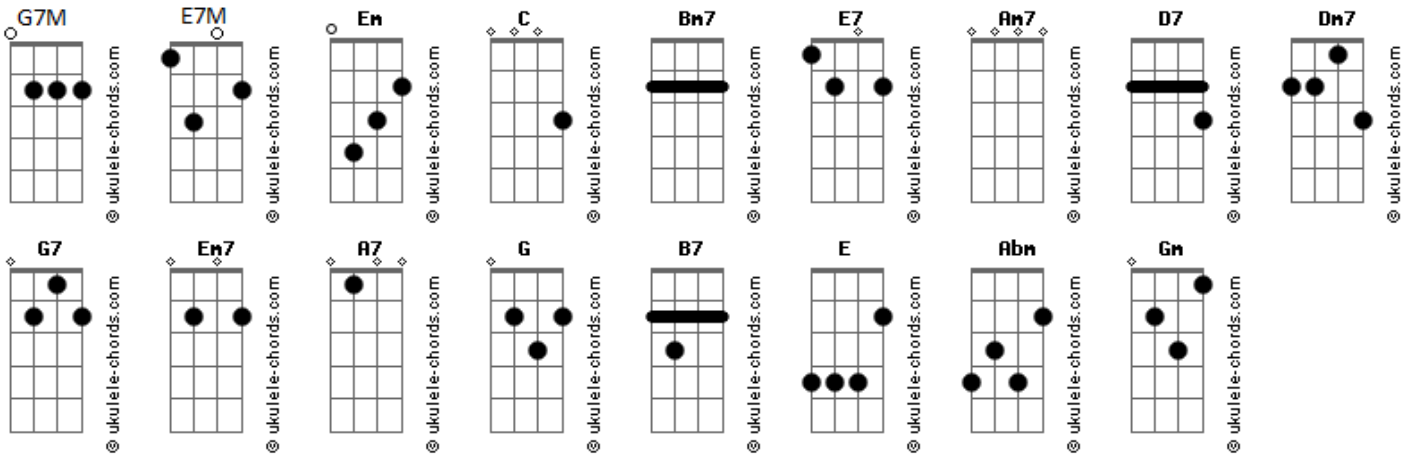 G7M E7M Em C Bm7 E7 Am7 D7 Dm7
© ukulele-chords.com © ukulele-chords.com © ukulele-chords.com © ukulele-chords.com © ukulele-chords.com © ukulele-chords.com © ukulele-chords.com © ukulele-chords.com © ukulele-chords.com
G7 Em7 A7 G B7 E Abm Gm
© ukulele-chords.com © ukulele-chords.com © ukulele-chords.com © ukulele-chords.com © ukulele-chords.com © ukulele-chords.com © ukulele-chords.com © ukulele-chords.com